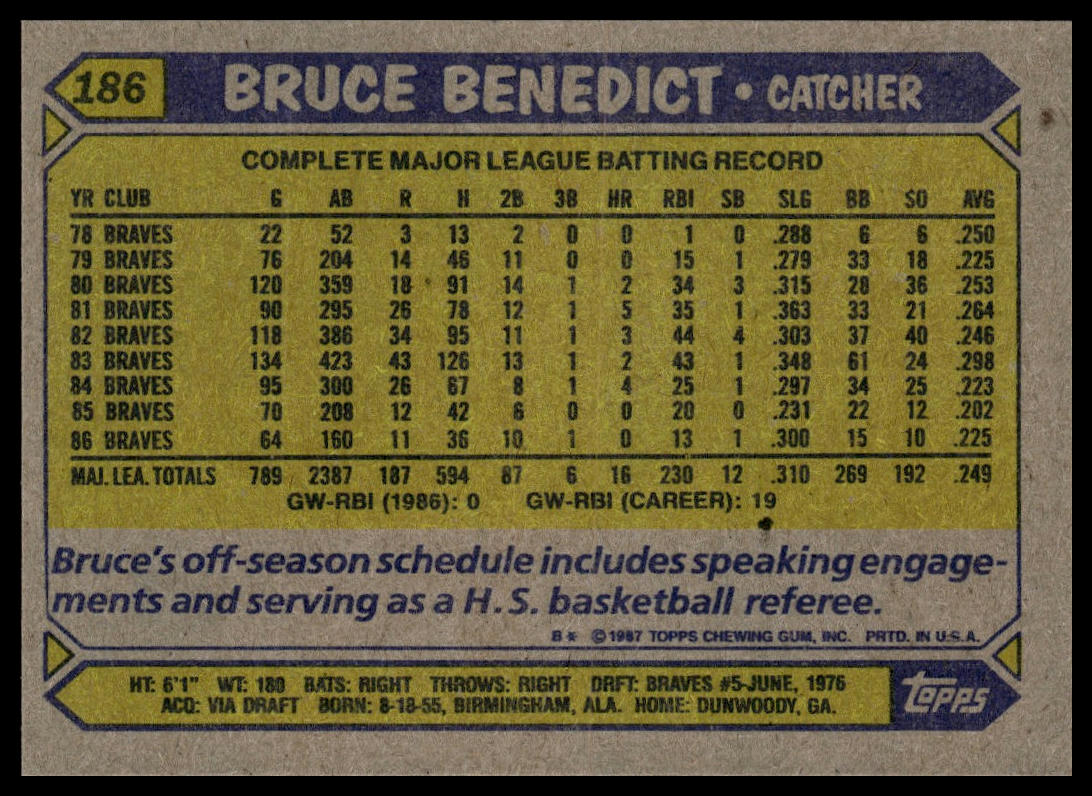 186 BRUCE BENEDICT • CATCHER
COMPLETE MAJOR LEAGUE BATTING RECORD
YR CLUB G AB R H 2B 3B HR RBI SB SLG BB SO AVG
78 BRAVES 22 52 3 13 2 0 0 1 0 .288 6 6 .250
79 BRAVES 76 204 14 46 11 0 0 15 1 .279 33 18 .225
80 BRAVES 120 359 18 91 14 1 2 34 3 .315 28 36 .253
81 BRAVES 90 295 26 78 12 1 5 35 1 .363 33 21 .264
82 BRAVES 118 386 34 95 11 1 3 44 4 .303 37 40 .246
83 BRAVES 134 423 43 126 13 1 2 43 1 .348 61 24 .298
84 BRAVES 95 300 26 67 8 1 4 25 1 .297 34 25 .223
85 BRAVES 70 208 12 42 6 0 0 20 0 .231 22 12 .202
86 BRAVES 64 160 11 36 10 1 0 13 1 .300 15 10 .225
MAJ. LEA. TOTALS 789 2387 187 594 87 6 16 230 12 .310 269 192 .249
GW-RBI (1986): 0 GW-RBI (CAREER): 19
Bruce's off-season schedule includes speaking engage-
ments and serving as a H.S. basketball referee.
B* ©1987 TOPPS CHEWING GUM, INC. PRTD. IN U.S.A.
HT: 6'1" WT: 180 BATS: RIGHT THROWS: RIGHT DRFT: BRAVES #5-JUNE, 1976
ACQ: VIA DRAFT BORN: 8-18-55, BIRMINGHAM, ALA. HOME: DUNWOODY, GA.
TOPPS